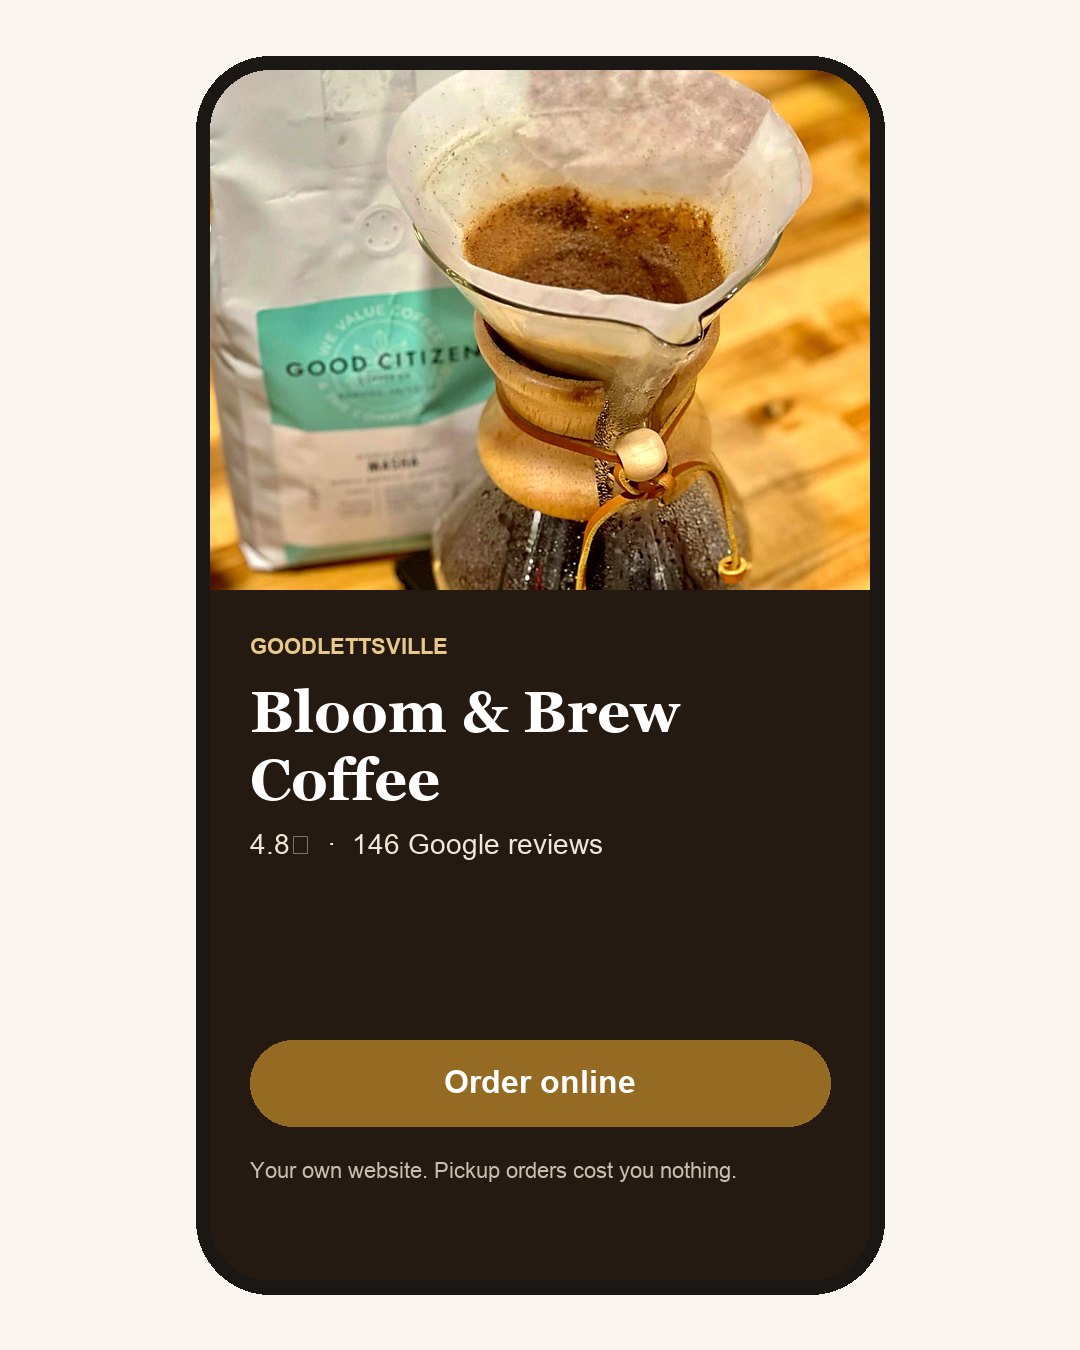 GOOD CITIZEN
WASHA
GOODLETTSVILLE
Bloom & Brew
Coffee
4.8□ · 146 Google reviews
Order online
Your own website. Pickup orders cost you nothing.